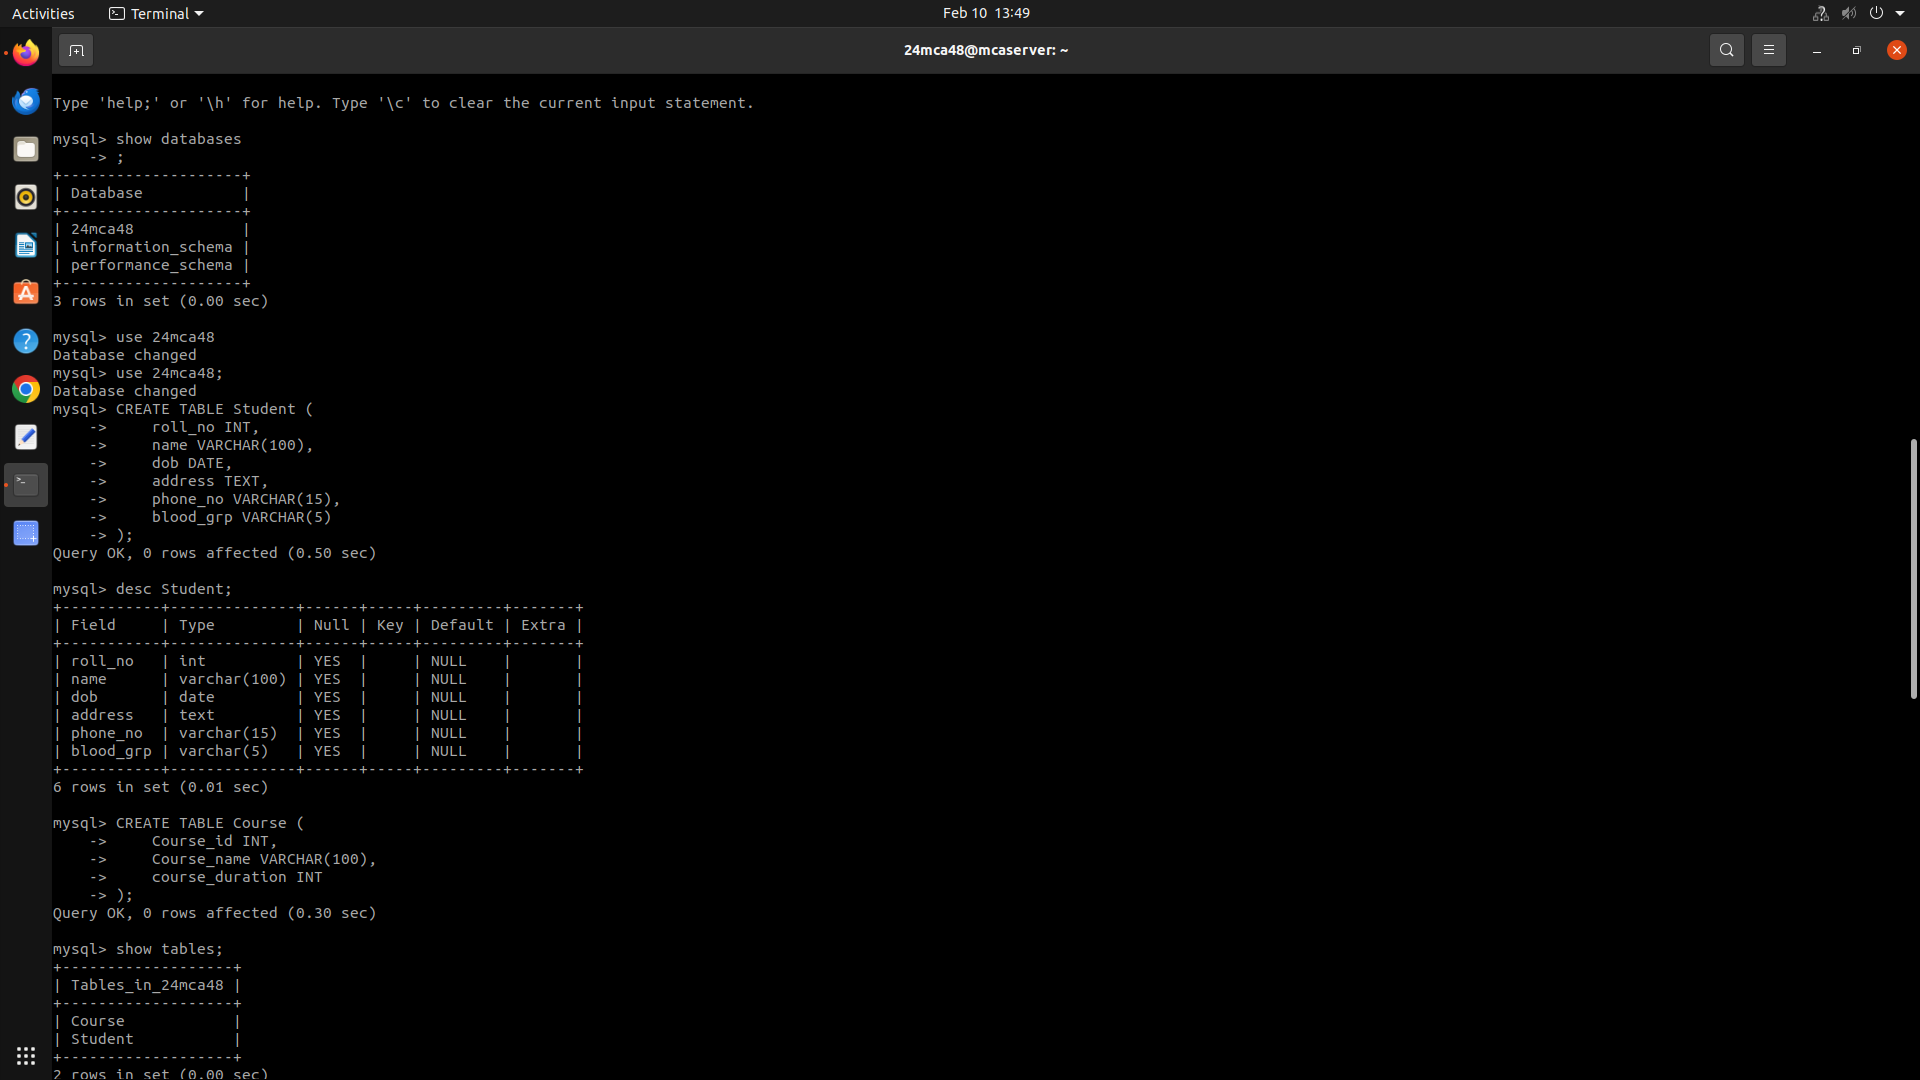 Activities Terminal Feb 10 13:49
24mca48@mcaserver: ~
Type 'help;' or '\h' for help. Type '\c' to clear the current input statement.
mysql> show databases
    -> ;
+--------------------+
| Database           |
+--------------------+
| 24mca48            |
| information_schema |
| performance_schema |
+--------------------+
3 rows in set (0.00 sec)
mysql> use 24mca48
Database changed
mysql> use 24mca48;
Database changed
mysql> CREATE TABLE Student (
    ->     roll_no INT,
    ->     name VARCHAR(100),
    ->     dob DATE,
    ->     address TEXT,
    ->     phone_no VARCHAR(15),
    ->     blood_grp VARCHAR(5)
    -> );
Query OK, 0 rows affected (0.50 sec)
mysql> desc Student;
+-----------+--------------+------+-----+---------+-------+
| Field     | Type         | Null | Key | Default | Extra |
+-----------+--------------+------+-----+---------+-------+
| roll_no   | int          | YES  |     | NULL    |       |
| name      | varchar(100) | YES  |     | NULL    |       |
| dob       | date         | YES  |     | NULL    |       |
| address   | text         | YES  |     | NULL    |       |
| phone_no  | varchar(15)  | YES  |     | NULL    |       |
| blood_grp | varchar(5)   | YES  |     | NULL    |       |
+-----------+--------------+------+-----+---------+-------+
6 rows in set (0.01 sec)
mysql> CREATE TABLE Course (
    ->     Course_id INT,
    ->     Course_name VARCHAR(100),
    ->     course_duration INT
    -> );
Query OK, 0 rows affected (0.30 sec)
mysql> show tables;
+-------------------+
| Tables_in_24mca48 |
+-------------------+
| Course            |
| Student           |
+-------------------+
2 rows in set (0.00 sec)